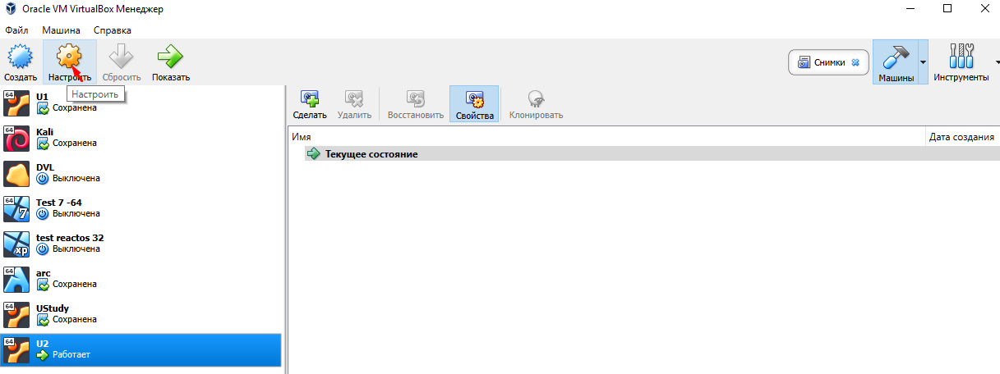 Oracle VM VirtualBox Менеджер
Файл Машина Справка
Создать Настроить Сбросить Показать
Снимки Машины Инструменты
Настроить
64 U1
Сохранена
64 Kali
Сохранена
DVL
Выключена
64 Test 7 -64
7 Выключена
test reactos 32
xp Выключена
64 arc
Сохранена
64 UStudy
Сохранена
64 U2
Работает
Сделать Удалить Восстановить Свойства Клонировать
Имя Дата создания
Текущее состояние